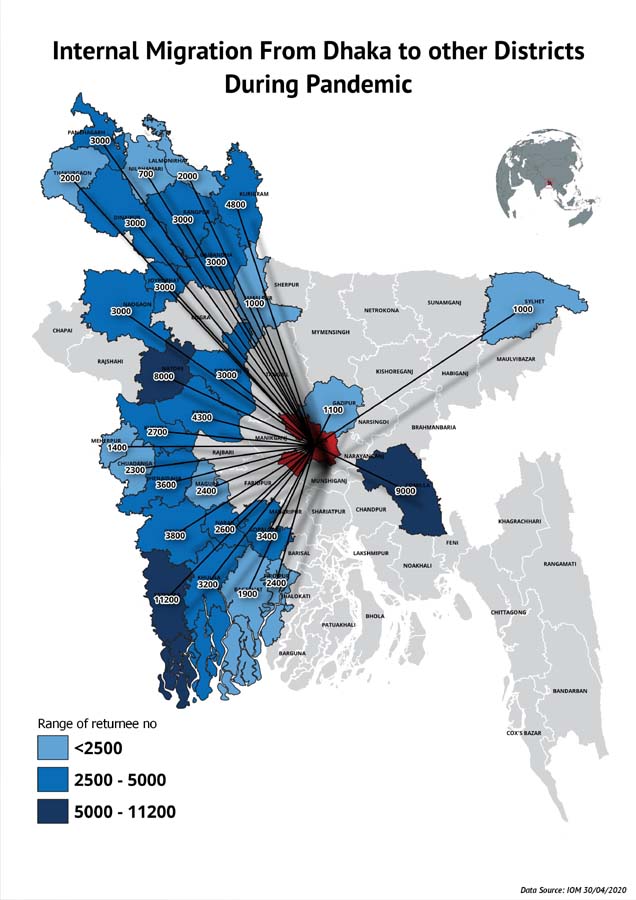 Internal Migration From Dhaka to other Districts
During Pandemic
PANCHAGARH
3000
THAKURGAON
2000
NILPHAMARI
700
LALMONIRHAT
2000
KURIGRAM
4800
DINAJPUR
3000
RANGPUR
3000
GAIBANDHA
3000
JOYPURHAT
3000
NAOGAON
3000
BOGRA
JAMALPUR
1000
SHERPUR
NETROKONA
SUNAMGANJ
SYLHET
1000
CHAPAI
MYMENSINGH
RAJSHAHI
MAULVIBAZAR
KISHOREGANJ
HABIGANJ
8000
3000
GAZIPUR
1100
4300
NARSINGDI
BRAHMANBARIA
2700
MEHERPUR
1400
MANIKGANJ
RAJBARI
NARAYANGANJ
CHUADANGA
2300
3600
MAGURA
2400
FARIDPUR
MUNSHIGANJ
9000
MADARIPUR
SHARIATPUR
CHANDPUR
KHAGRACHHARI
3800
2600
3400
FENI
BARISAL
LAKSHMIPUR
NOAKHALI
RANGAMATI
11200
KHULNA
3200
1900
2400
JHALOKATI
PATUAKHALI
BHOLA
CHITTAGONG
BARGUNA
BANDARBAN
COX'S BAZAR
Range of returnee no
<2500
2500 - 5000
5000 - 11200
Data Source: IOM 30/04/2020